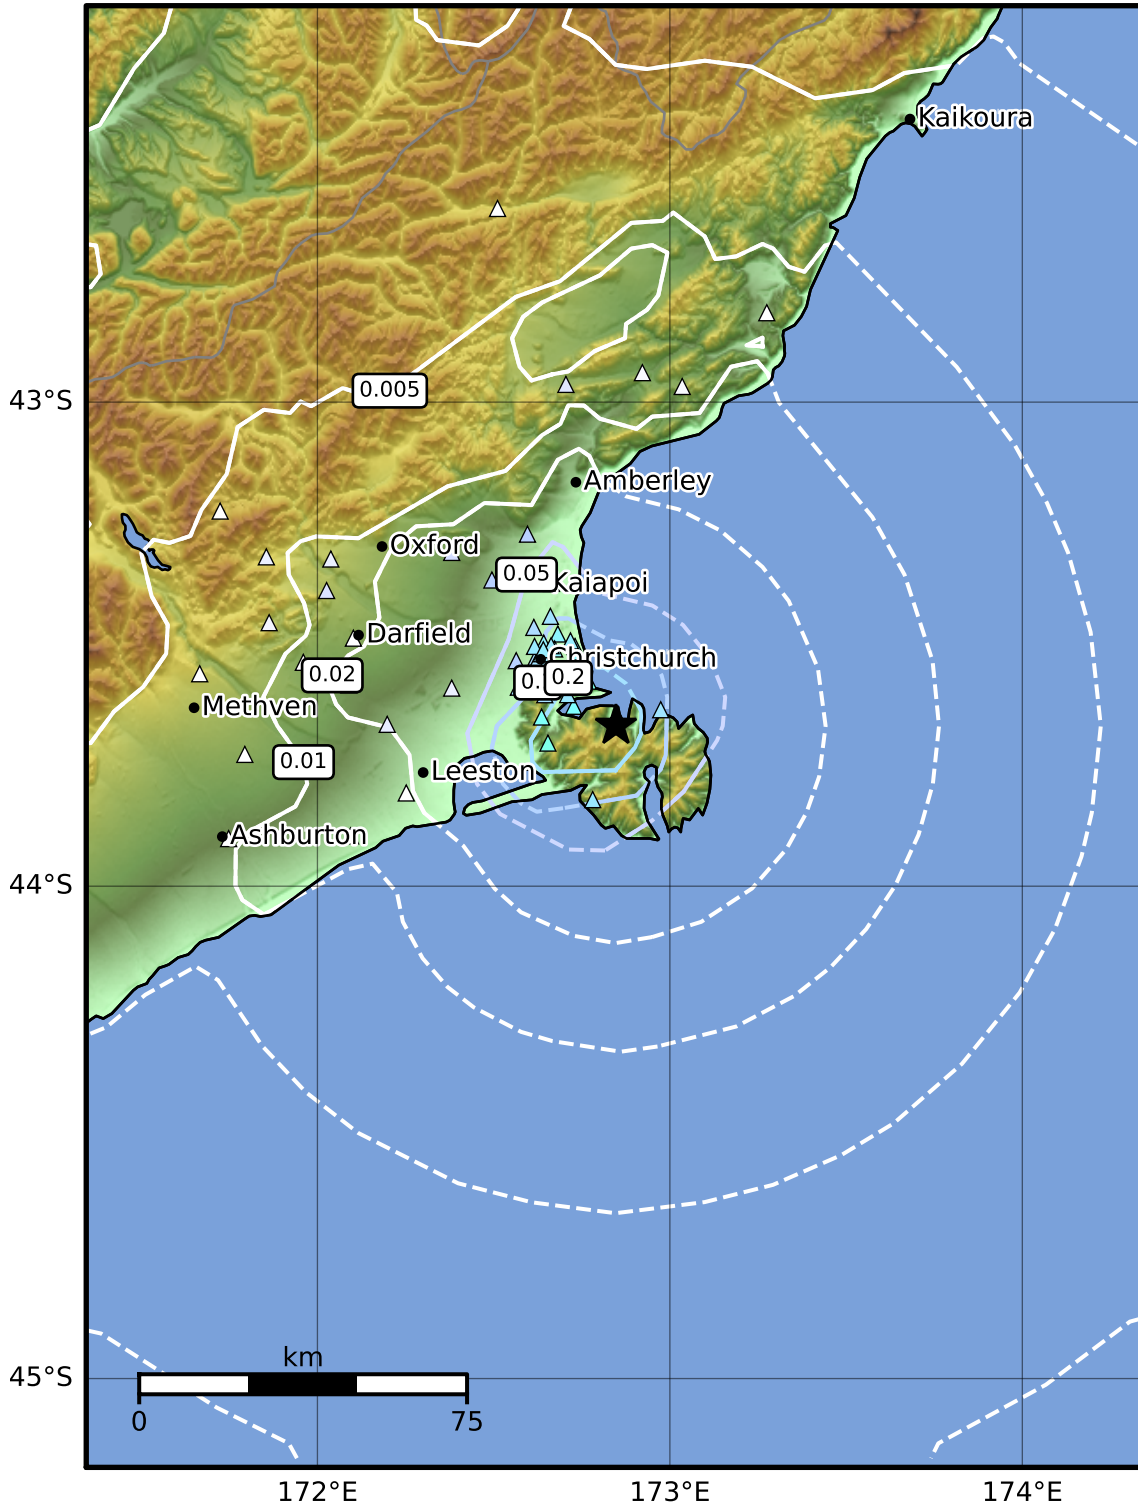 Kaikoura
0.005
43°S
Amberley
Oxford
0.05
Kaiapoi
Darfield
Christchurch
0.02
0.2
Methven
0.01
Leeston
Ashburton
44°S
km
45°S
0
75
172°E
173°E
174°E